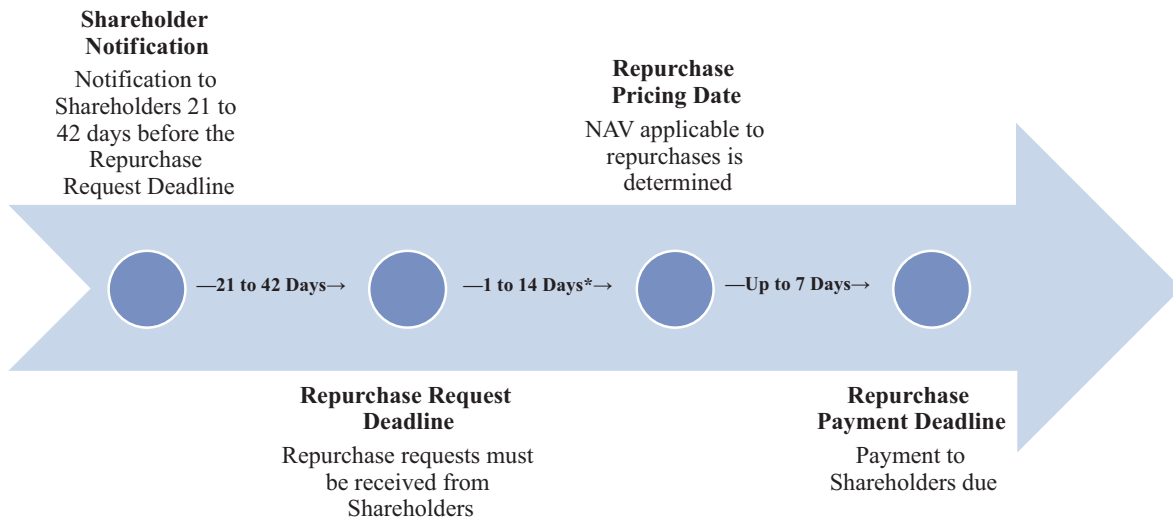 Shareholder
Notification
Notification to
Shareholders 21 to
42 days before the
Repurchase
Request Deadline
Repurchase
Pricing Date
NAV applicable to
repurchases is
determined
—21 to 42 Days→
—1 to 14 Days*→
—Up to 7 Days→
Repurchase Request
Deadline
Repurchase requests must
be received from
Shareholders
Repurchase
Payment Deadline
Payment to
Shareholders due